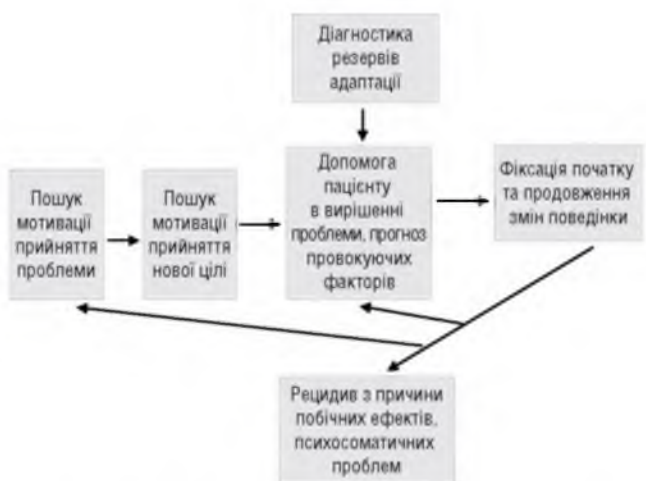 Діагностика
резервів
адаптації
Пошук
мотивації
прийняття
проблеми
Пошук
мотивації
прийняття
нової цілі
Допомога
пацієнту
в вирішенні
проблеми, прогноз
провокуючих
факторів
Фіксація початку
та продовження
змін поведінки
Рецидив з причини
побічних ефектів,
психосоматичних
проблем